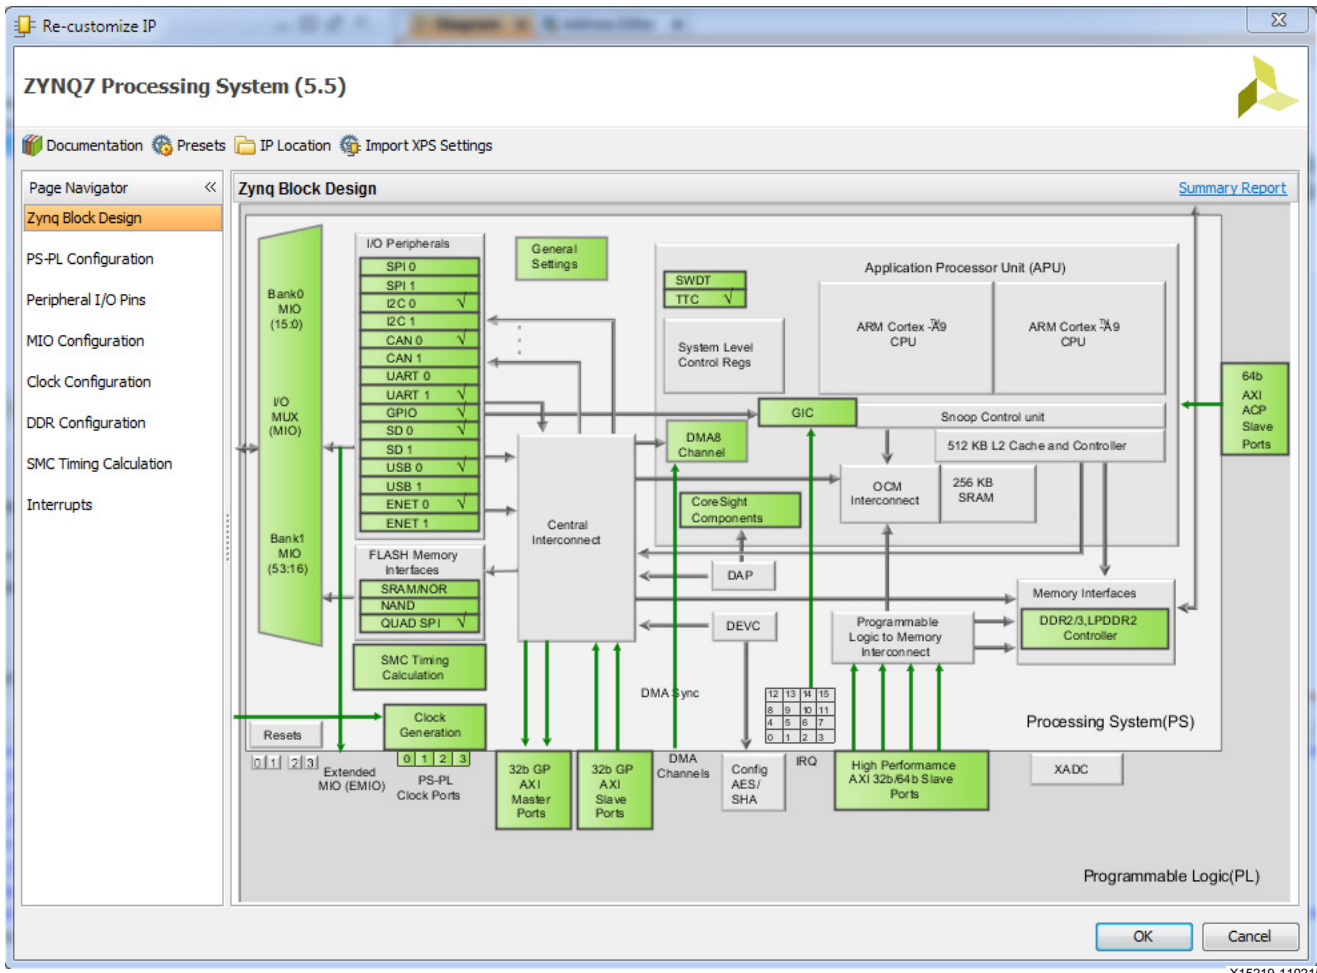 Re-customize IP
ZYNQ7 Processing System (5.5)
Documentation Presets IP Location Import XPS Settings
Page Navigator «
Zynq Block Design
PS-PL Configuration
Peripheral I/O Pins
MIO Configuration
Clock Configuration
DDR Configuration
SMC Timing Calculation
Interrupts
Zynq Block Design
Summary Report
Bank0
MIO
(15:0)
I/O
MUX
(MIO)
Bank1
MIO
(53:16)
I/O Peripherals
SPI 0
SPI 1
I2C 0 √
I2C 1
CAN 0 √
CAN 1
UART 0
UART 1 √
GPIO √
SD 0 √
SD 1
USB 0 √
USB 1
ENET 0 √
ENET 1
FLASH Memory
Interfaces
SRAM/NOR
NAND
QUAD SPI √
SMC Timing
Calculation
Clock
Generation
0 1 2 3
PS-PL
Clock Ports
Resets
0 1 2 3
Extended
MIO (EMIO)
General
Settings
Central
Interconnect
32b GP
AXI
Master
Ports
32b GP
AXI
Slave
Ports
Application Processor Unit (APU)
SWDT
TTC √
System Level
Control Regs
ARM Cortex -A9
TM
CPU
ARM Cortex -A9
TM
CPU
GIC
Snoop Control unit
DMA8
Channel
512 KB L2 Cache and Controller
OCM
Interconnect
256 KB
SRAM
CoreSight
Components
DAP
DEVC
Programmable
Logic to Memory
Interconnect
Memory Interfaces
DDR2/3,LPDDR2
Controller
64b
AXI
ACP
Slave
Ports
DMA Sync
12 13 14 15
8 9 10 11
4 5 6 7
0 1 2 3
IRQ
DMA
Channels
Config
AES/
SHA
High Performamce
AXI 32b/64b Slave
Ports
XADC
Processing System(PS)
Programmable Logic(PL)
OK Cancel